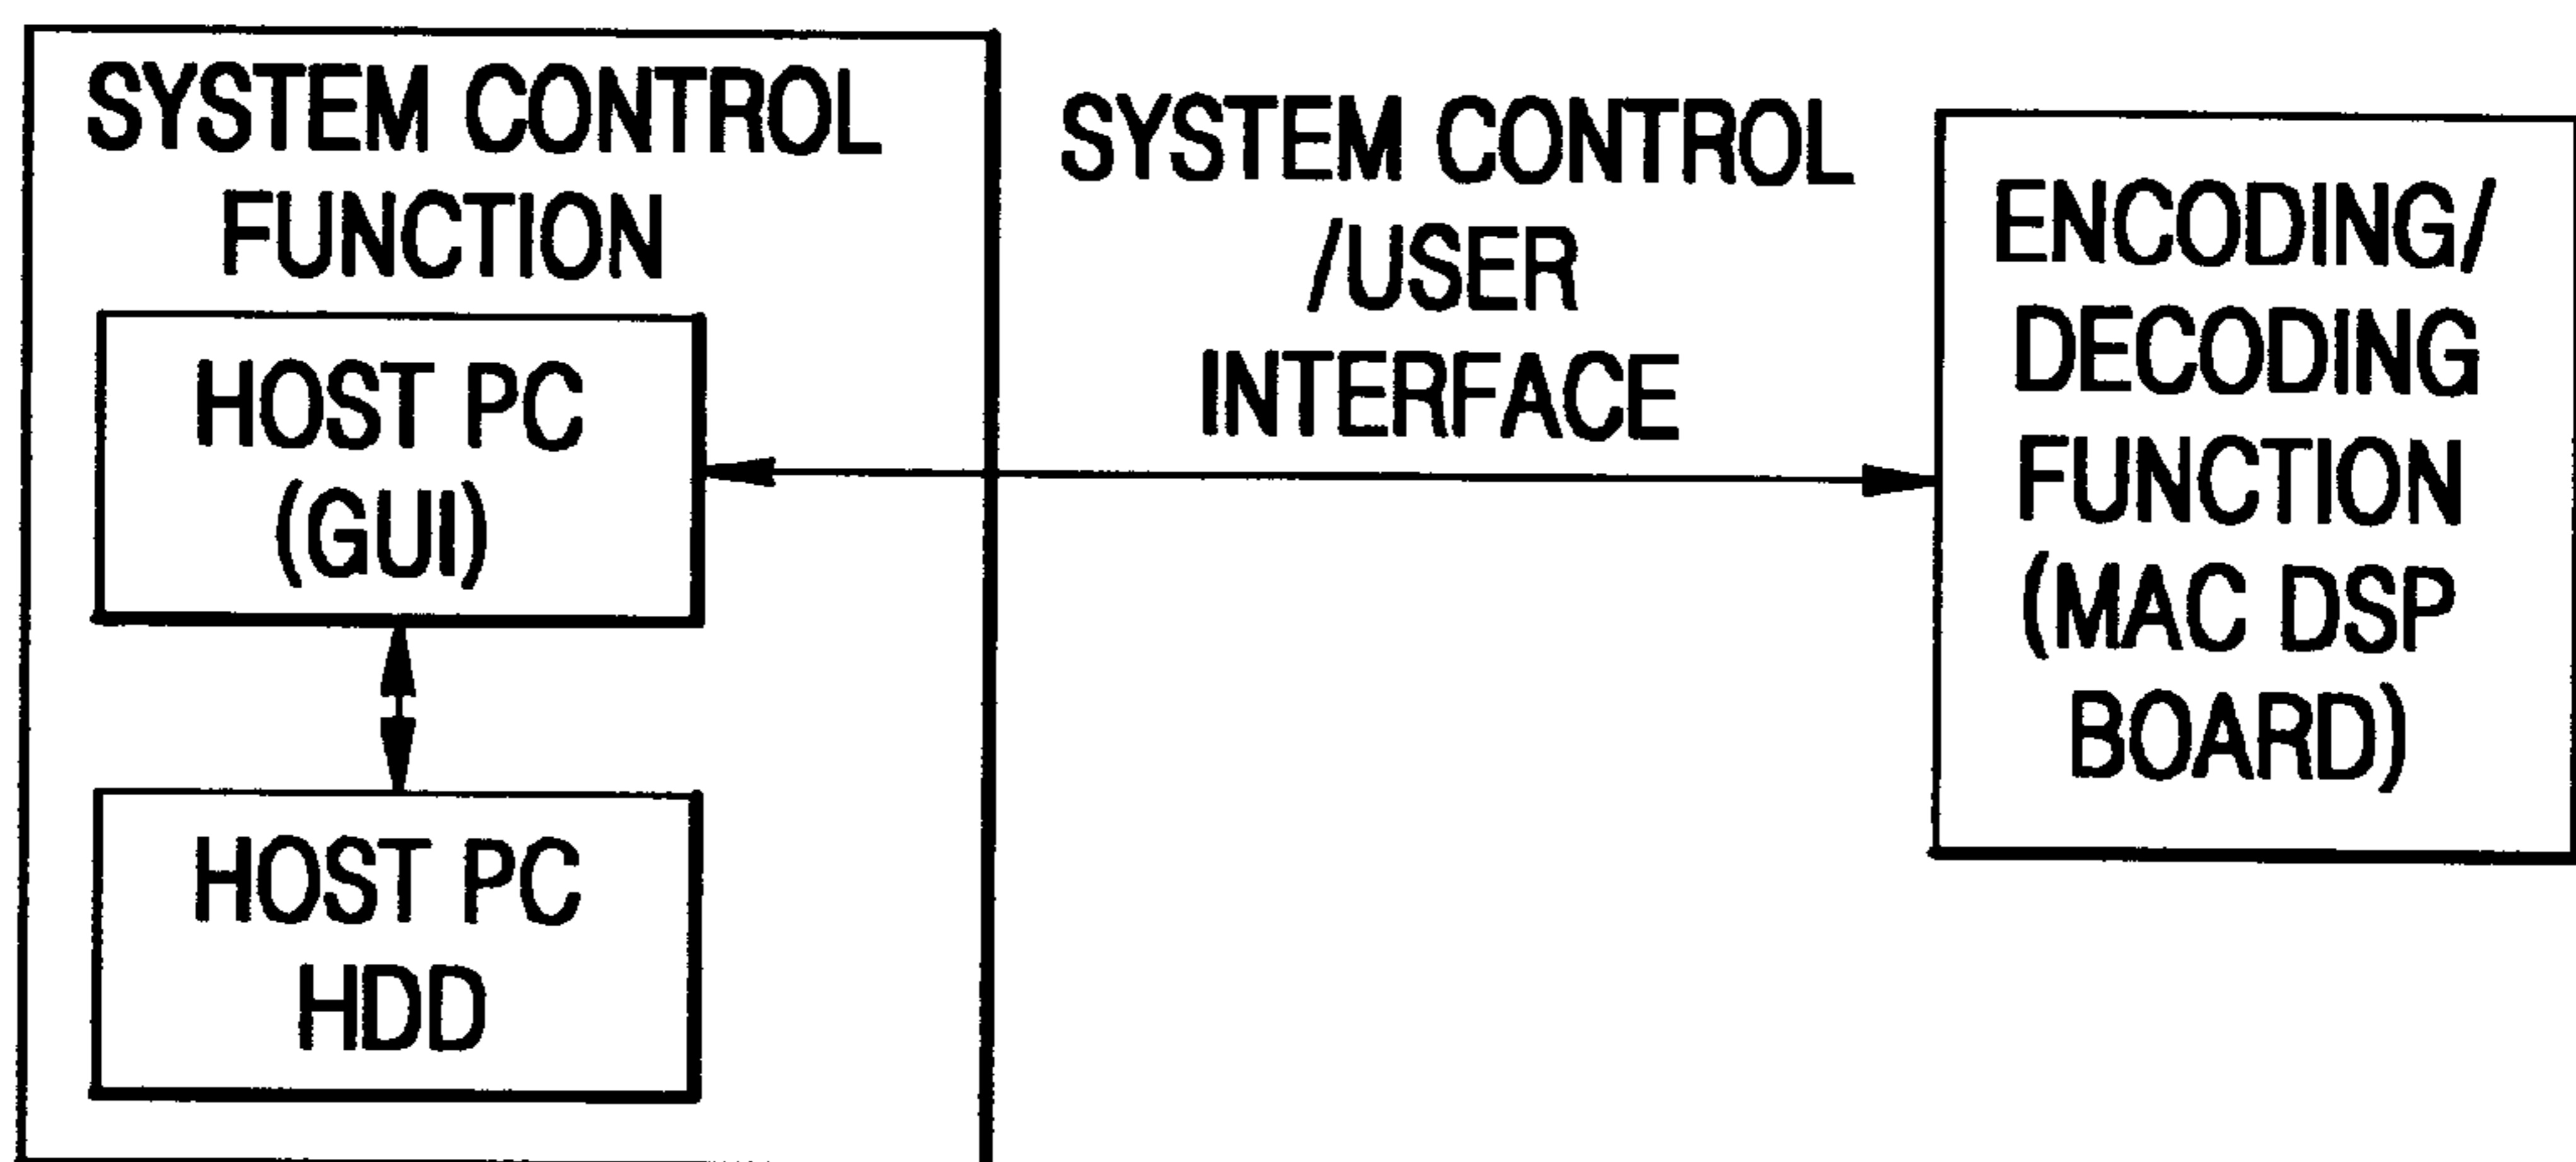 SYSTEM CONTROL
FUNCTION
HOST PC
(GUI)
HOST PC
HDD
SYSTEM CONTROL
/USER
INTERFACE
ENCODING/
DECODING
FUNCTION
(MAC DSP
BOARD)